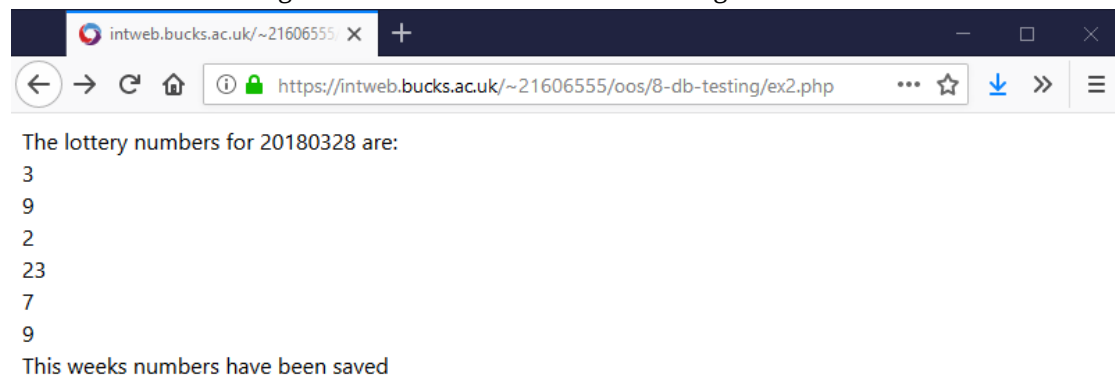 intweb.bucks.ac.uk/~21606555/
https://intweb.bucks.ac.uk/~21606555/oos/8-db-testing/ex2.php
The lottery numbers for 20180328 are:
3
9
2
23
7
9
This weeks numbers have been saved